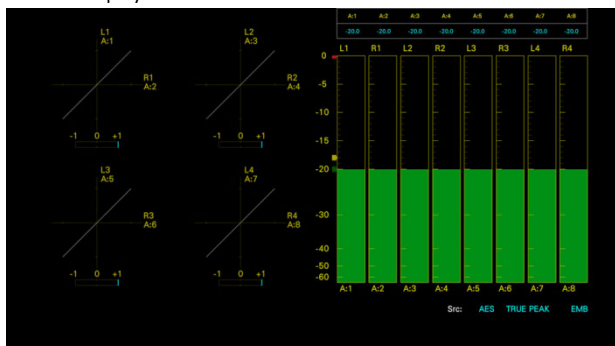 L1
A:1
L2
A:3
R1
A:2
R2
A:4
-1 0 +1
-1 0 +1
L3
A:5
L4
A:7
R3
A:6
R4
A:8
-1 0 +1
-1 0 +1
A:1 A:2 A:3 A:4 A:5 A:6 A:7 A:8
-20.0 -20.0 -20.0 -20.0 -20.0 -20.0 -20.0 -20.0
L1 R1 L2 R2 L3 R3 L4 R4
0
-5
-10
-15
-20
-30
-40
-50
-60
A:1 A:2 A:3 A:4 A:5 A:6 A:7 A:8
Src: AES TRUE PEAK EMB